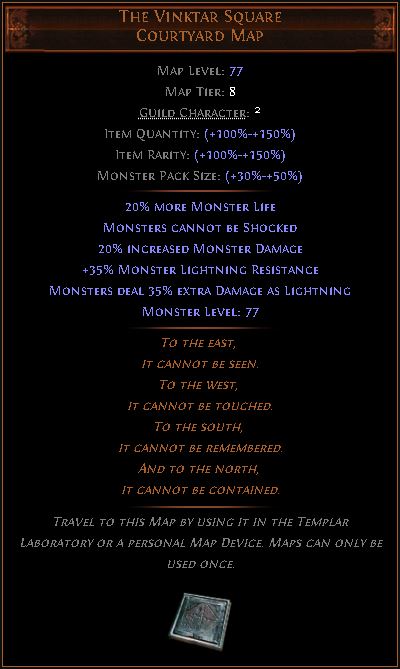 The Vinktar Square
Courtyard Map
Map Level: 77
Map Tier: 8
Guild Character: 2
Item Quantity: (+100%-+150%)
Item Rarity: (+100%-+150%)
Monster Pack Size: (+30%-+50%)
20% more Monster Life
Monsters cannot be Shocked
20% increased Monster Damage
+35% Monster Lightning Resistance
Monsters deal 35% extra Damage as Lightning
Monster Level: 77
To the east,
it cannot be seen.
To the west,
it cannot be touched.
To the south,
it cannot be remembered.
And to the north,
it cannot be contained.
Travel to this Map by using it in the Templar
Laboratory or a personal Map Device. Maps can only be
used once.